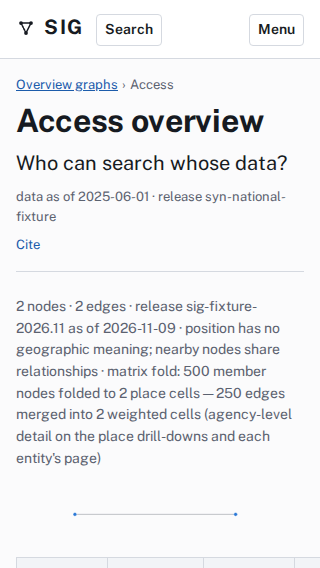 SIG
Search
Menu
Overview graphs › Access
Access overview
Who can search whose data?
data as of 2025-06-01 · release syn-national-
fixture
Cite
2 nodes · 2 edges · release sig-fixture-
2026.11 as of 2026-11-09 · position has no
geographic meaning; nearby nodes share
relationships · matrix fold: 500 member
nodes folded to 2 place cells — 250 edges
merged into 2 weighted cells (agency-level
detail on the place drill-downs and each
entity's page)